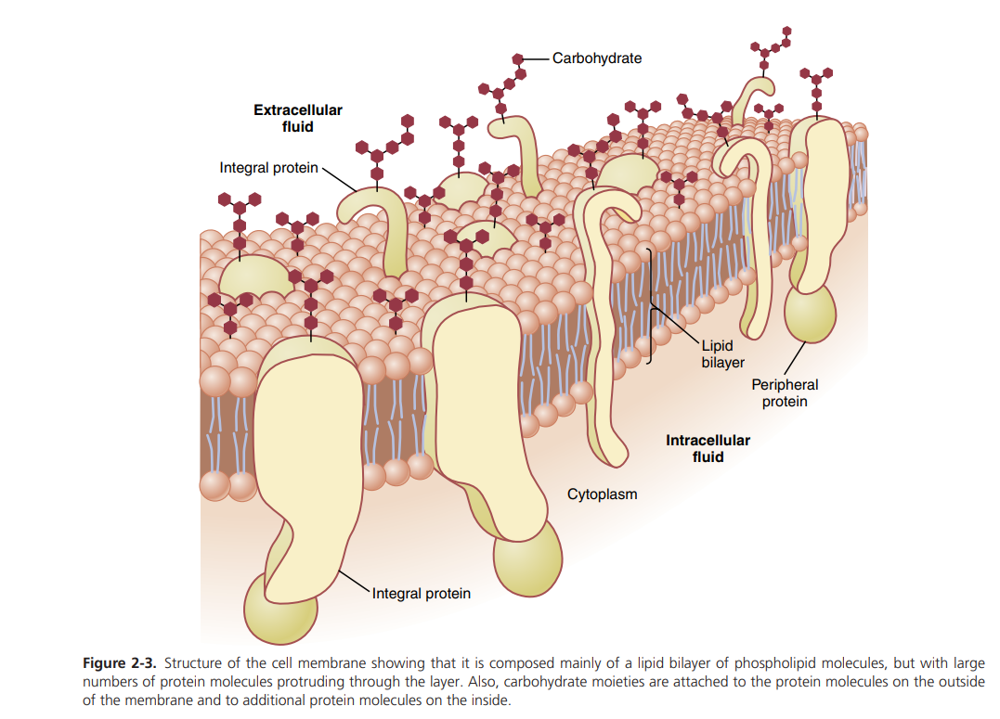 Carbohydrate
Extracellular
fluid
Integral protein
Lipid
bilayer
Peripheral
protein
Intracellular
fluid
Cytoplasm
Integral protein
Figure 2-3. Structure of the cell membrane showing that it is composed mainly of a lipid bilayer of phospholipid molecules, but with large
numbers of protein molecules protruding through the layer. Also, carbohydrate moieties are attached to the protein molecules on the outside
of the membrane and to additional protein molecules on the inside.